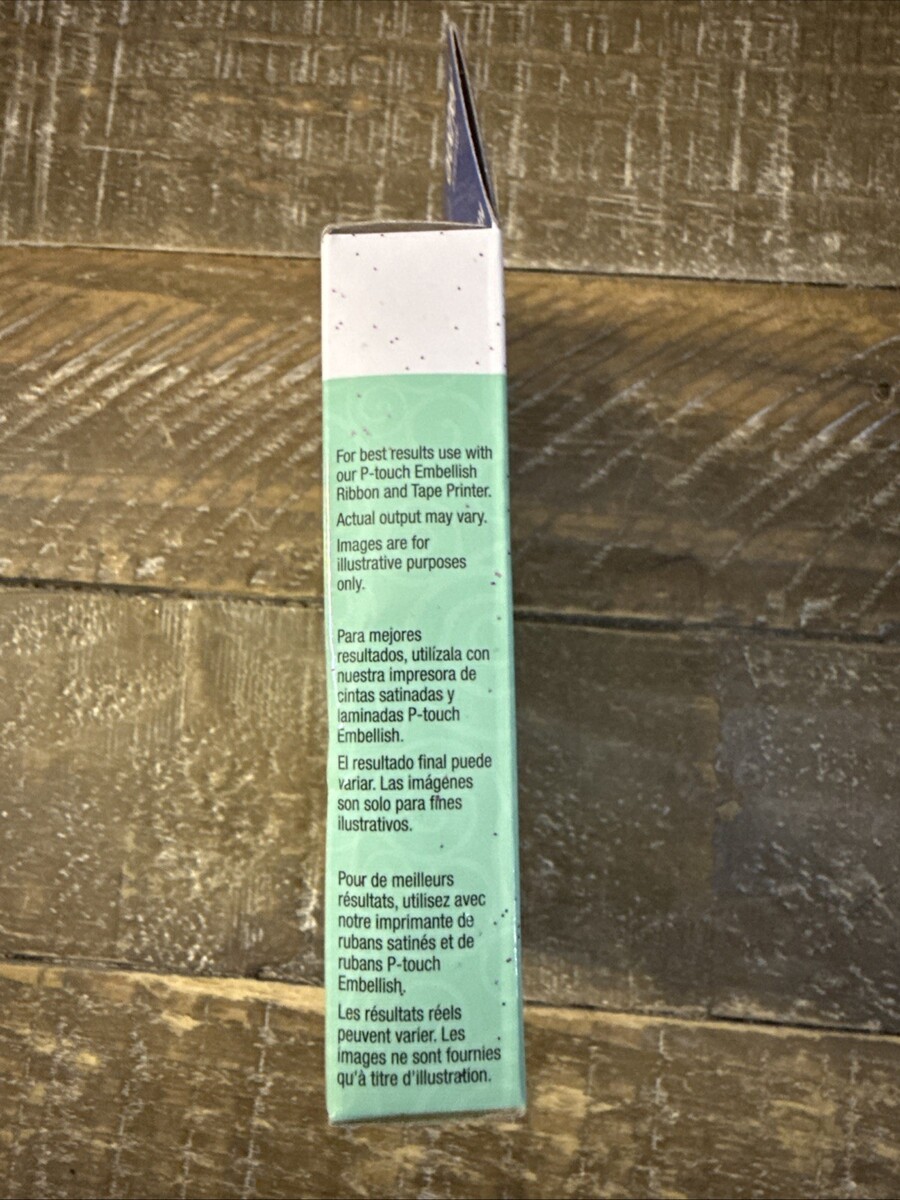 For best results use with
our P-touch Embellish
Ribbon and Tape Printer.
Actual output may vary.
Images are for
illustrative purposes
only.
Para mejores
resultados, utilízala con
nuestra impresora de
cintas satinadas y
laminadas P-touch
Embellish.
El resultado final puede
variar. Las imágenes
son solo para fines
ilustrativos.
Pour de meilleurs
résultats, utilisez avec
notre imprimante de
rubans satinés et de
rubans P-touch
Embellish.
Les résultats réels
peuvent varier. Les
images ne sont fournies
qu'à titre d'illustration.